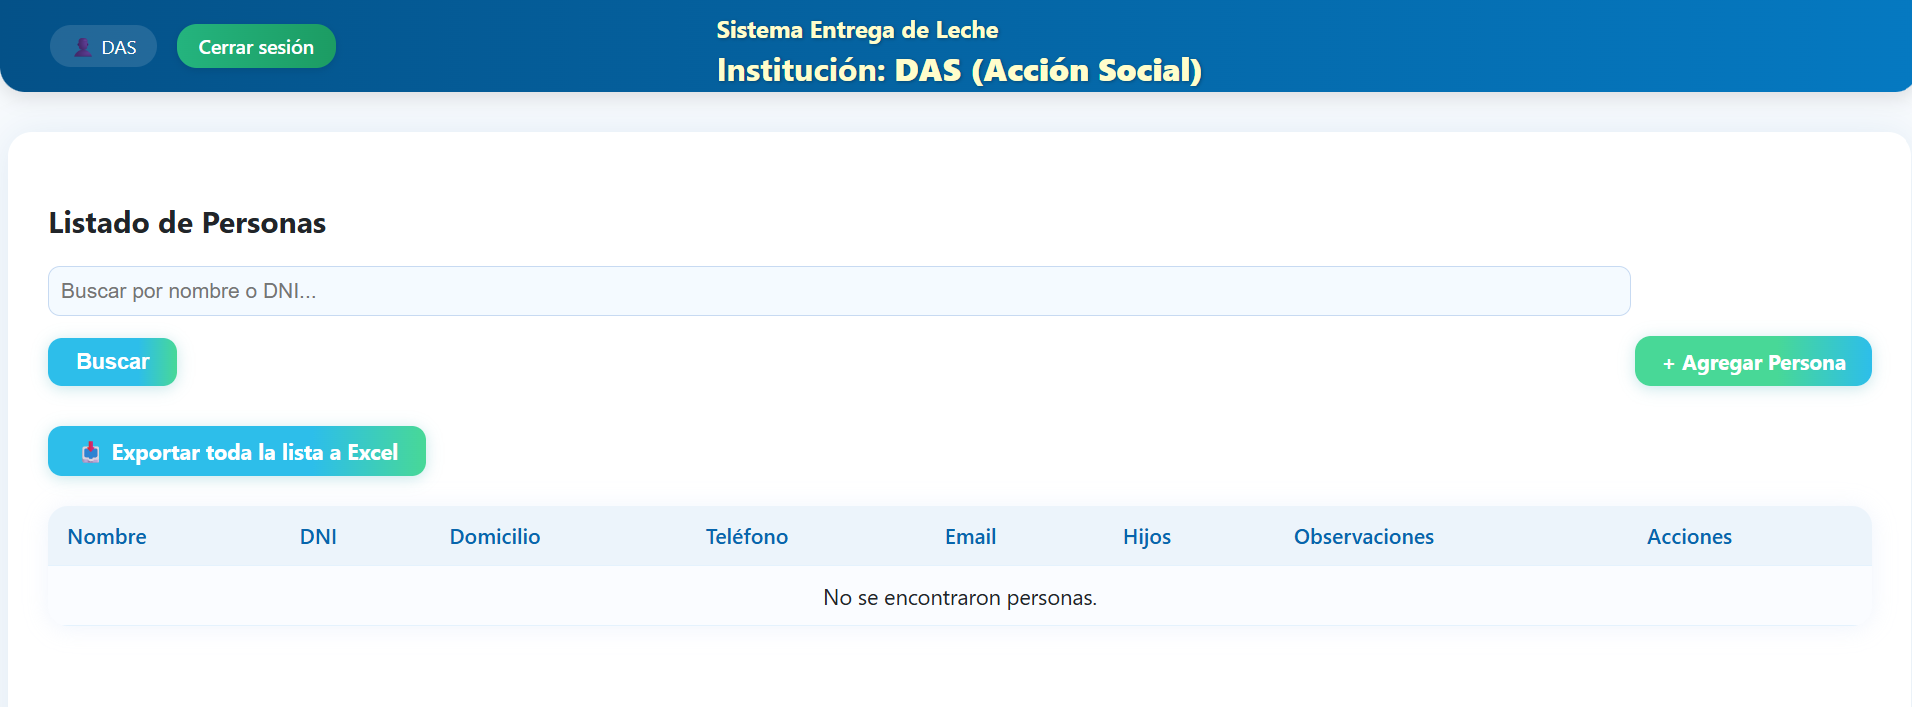 DAS
Cerrar sesión
Sistema Entrega de Leche
Institución: DAS (Acción Social)
Listado de Personas
Buscar por nombre o DNI...
Buscar
+ Agregar Persona
Exportar toda la lista a Excel
Nombre DNI Domicilio Teléfono Email Hijos Observaciones Acciones
No se encontraron personas.